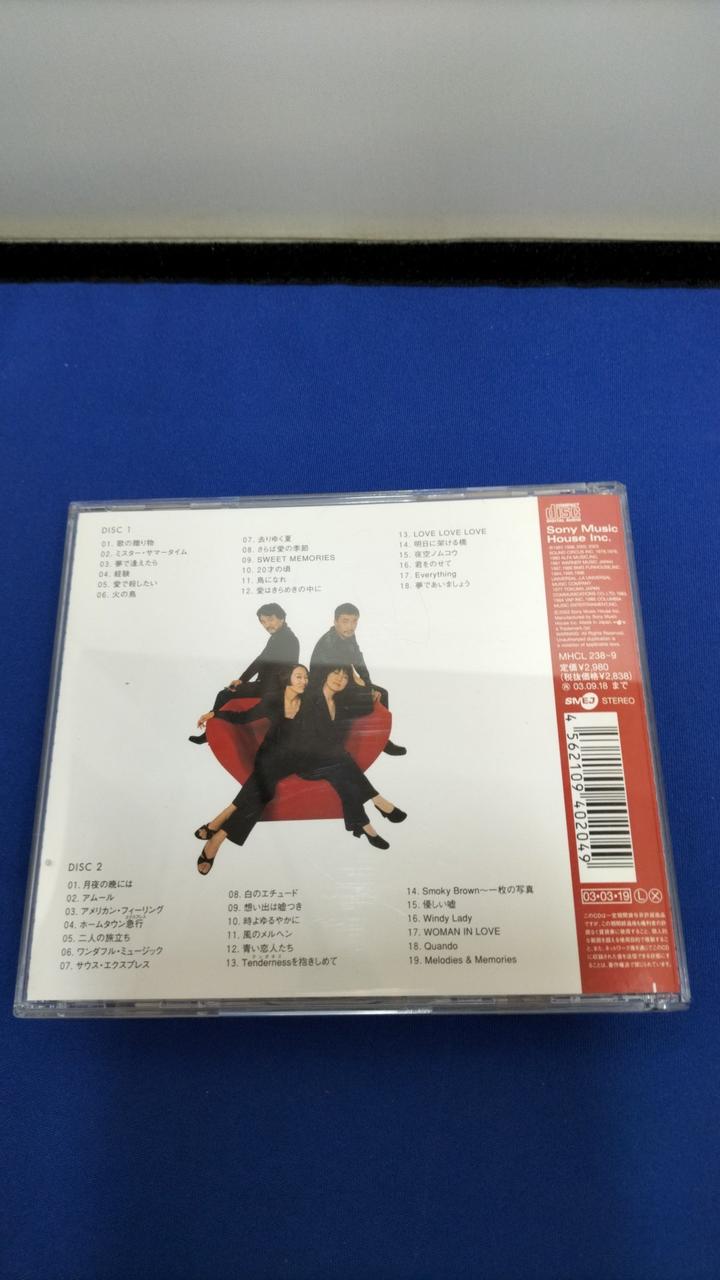 DISC 1
01. 歌の贈り物
02. ミスター・サマータイム
03. 夢で逢えたら
04. 経験
05. 愛で殺したい
06. 火の鳥
07. 去りゆく夏
08. さらば愛の季節
09. SWEET MEMORIES
10. 20才の頃
11.鳥になれ
12. 愛はきらめきの中に
13. LOVE LOVE LOVE
14. 明日に架ける橋
15. 夜空ノムコウ
16. 君をのせて
17. Everything
18. 夢であいましょう
DISC 2
01. 月夜の晩には
02. アムール
03. アメリカン・フィーリング
04. ホームタウン急行
05. 二人の旅立ち
06. ワンダフル・ミュージック
07. サウス・エクスプレス
08. 白のエチュード
09. 想い出は嘘つき
10. 時よゆるやかに
11. 風のメルヘン
12. 青い恋人たち
13. Tendernessを抱きしめて
14. Smoky Brown〜一枚の写真
15. 優しい嘘
16. Windy Lady
17. WOMAN IN LOVE
18. Quando
19. Melodies & Memories
COMPACT
disc
DIGITAL AUDIO
Sony Music
House Inc.
MHCL 238~9
定価¥2,980
(税抜価格¥2,838)
03.09.18 まで
SMEJ STEREO
4562109402049
03・03・19 L X